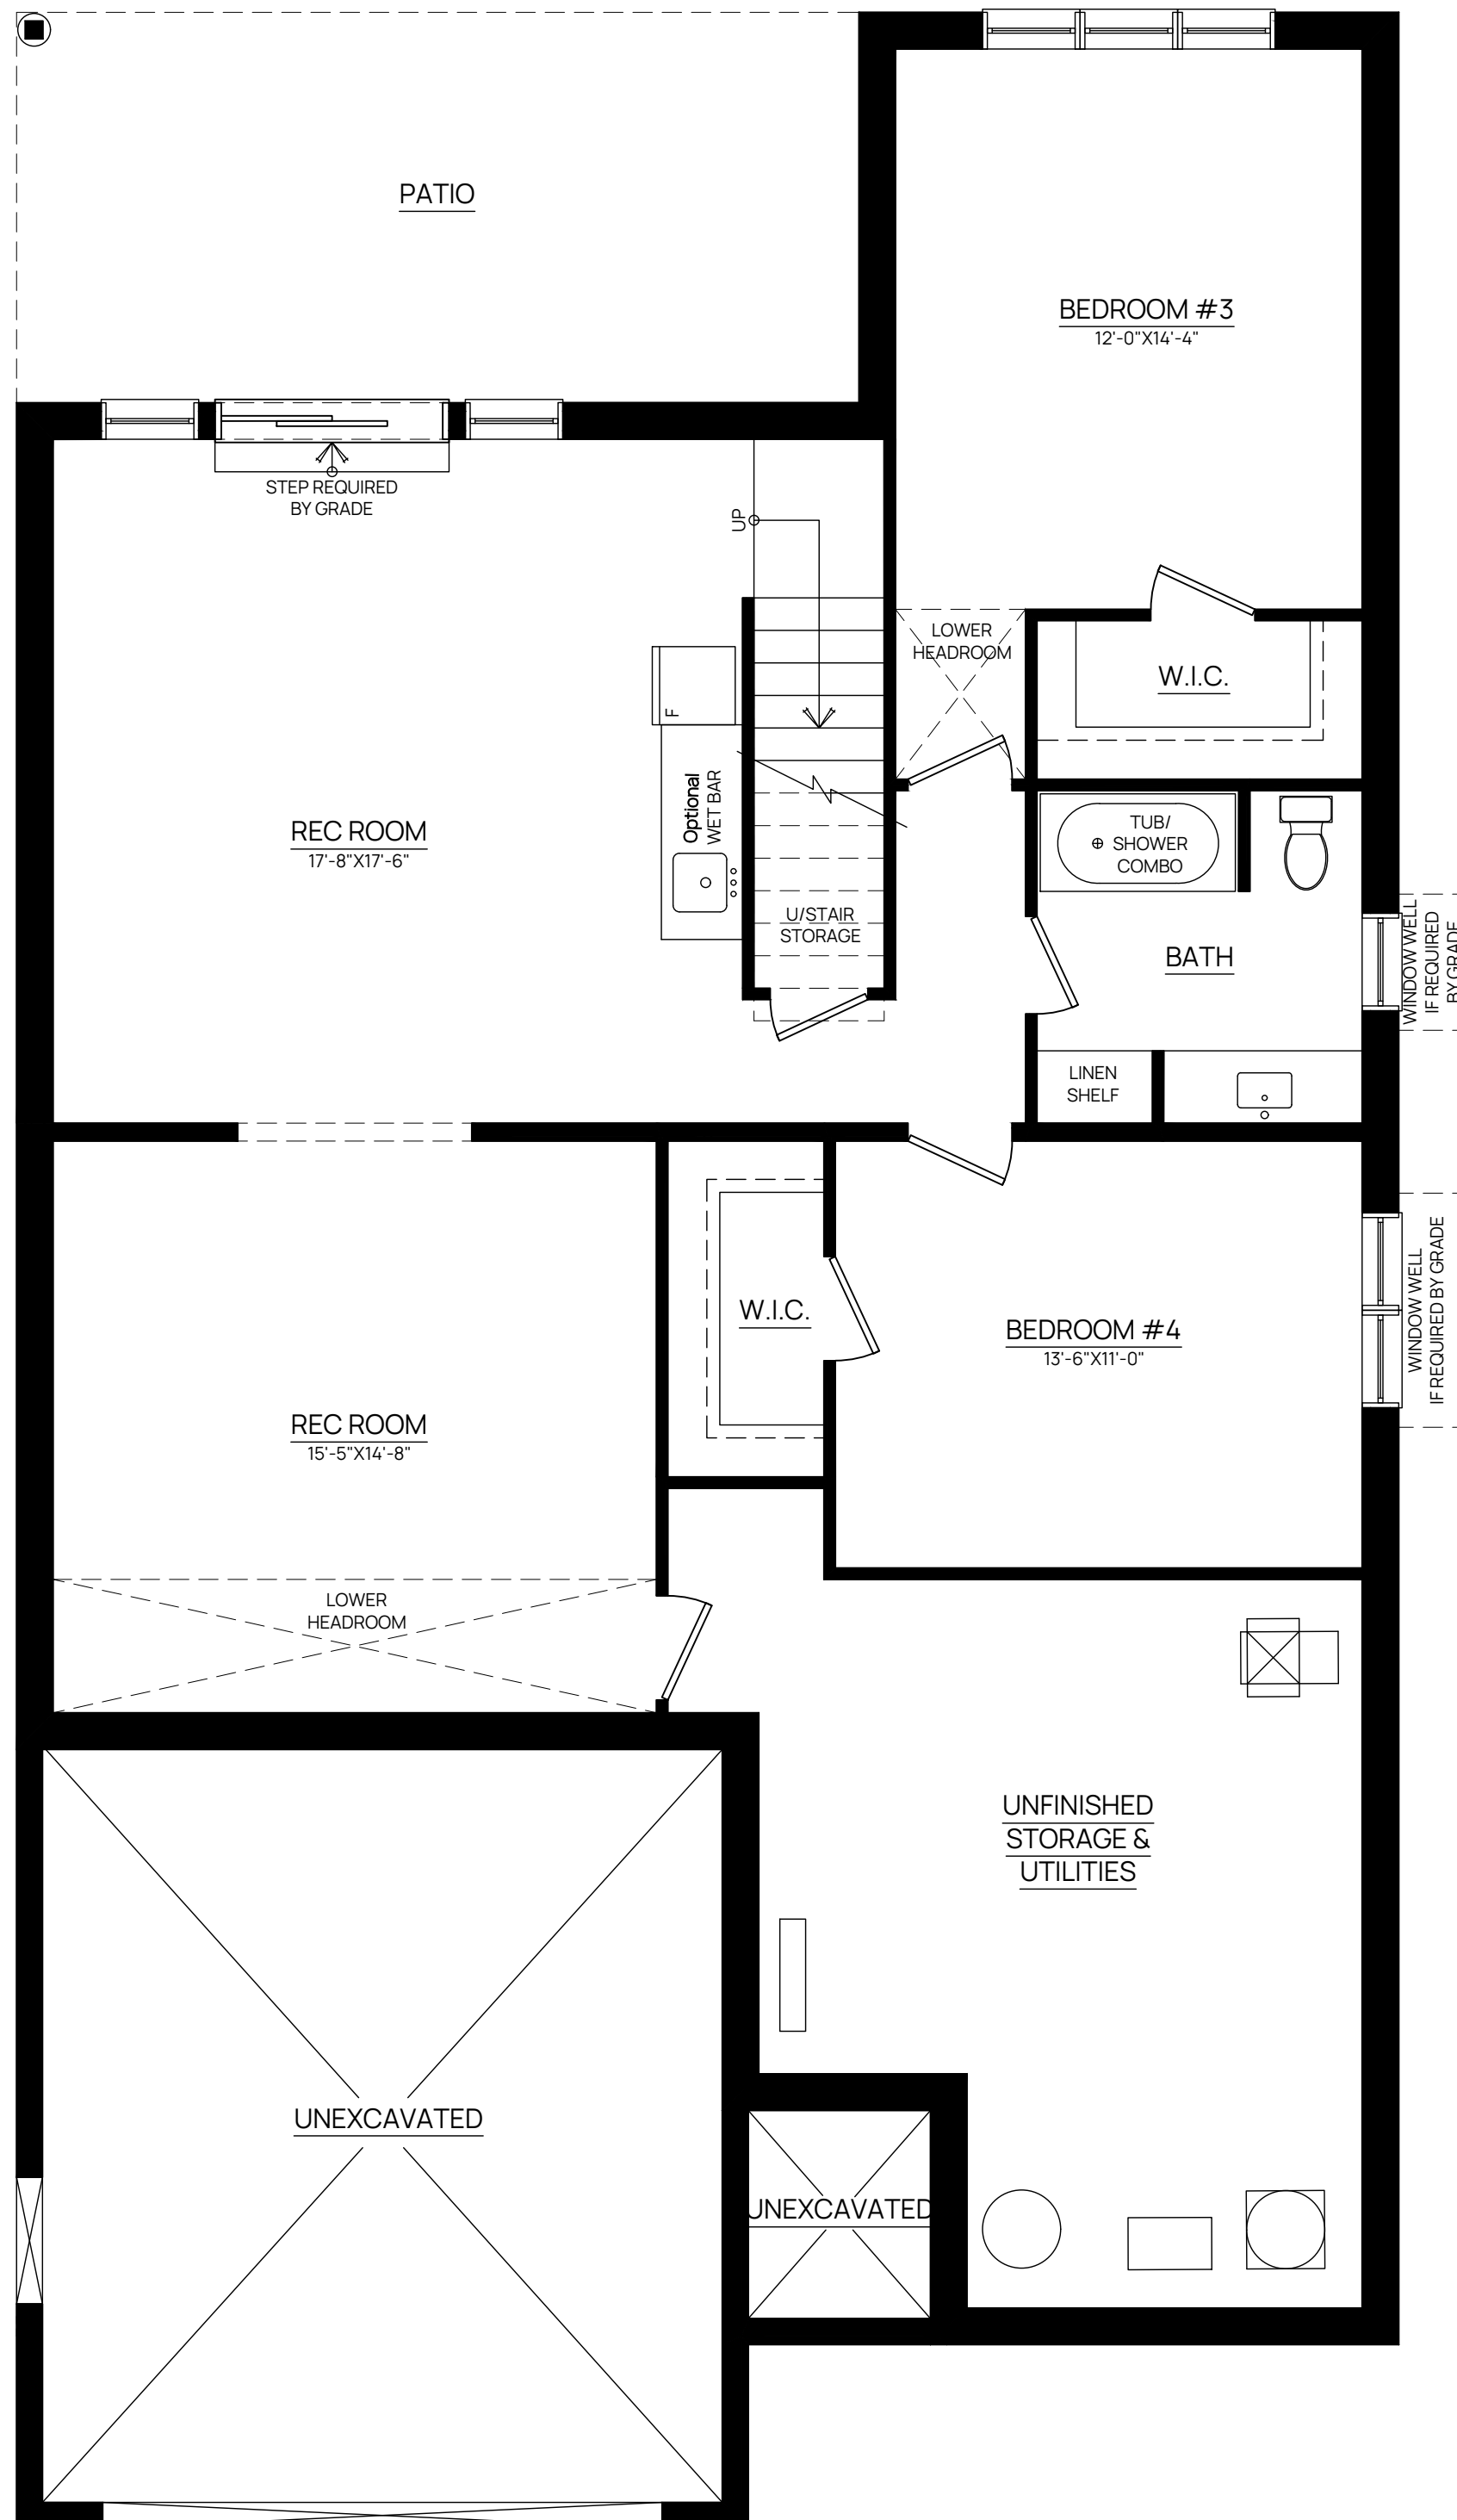 PATIO
BEDROOM #3
12'-0"X14'-4"
STEP REQUIRED
BY GRADE
UP
LOWER
HEADROOM
W.I.C.
F
Optional
WET BAR
REC ROOM
17'-8"X17'-6"
TUB/
SHOWER
COMBO
U/STAIR
STORAGE
BATH
WINDOW WELL
IF REQUIRED
BY GRADE
LINEN
SHELF
W.I.C.
BEDROOM #4
13'-6"X11'-0"
WINDOW WELL
IF REQUIRED BY GRADE
REC ROOM
15'-5"X14'-8"
LOWER
HEADROOM
UNFINISHED
STORAGE &
UTILITIES
UNEXCAVATED
UNEXCAVATED